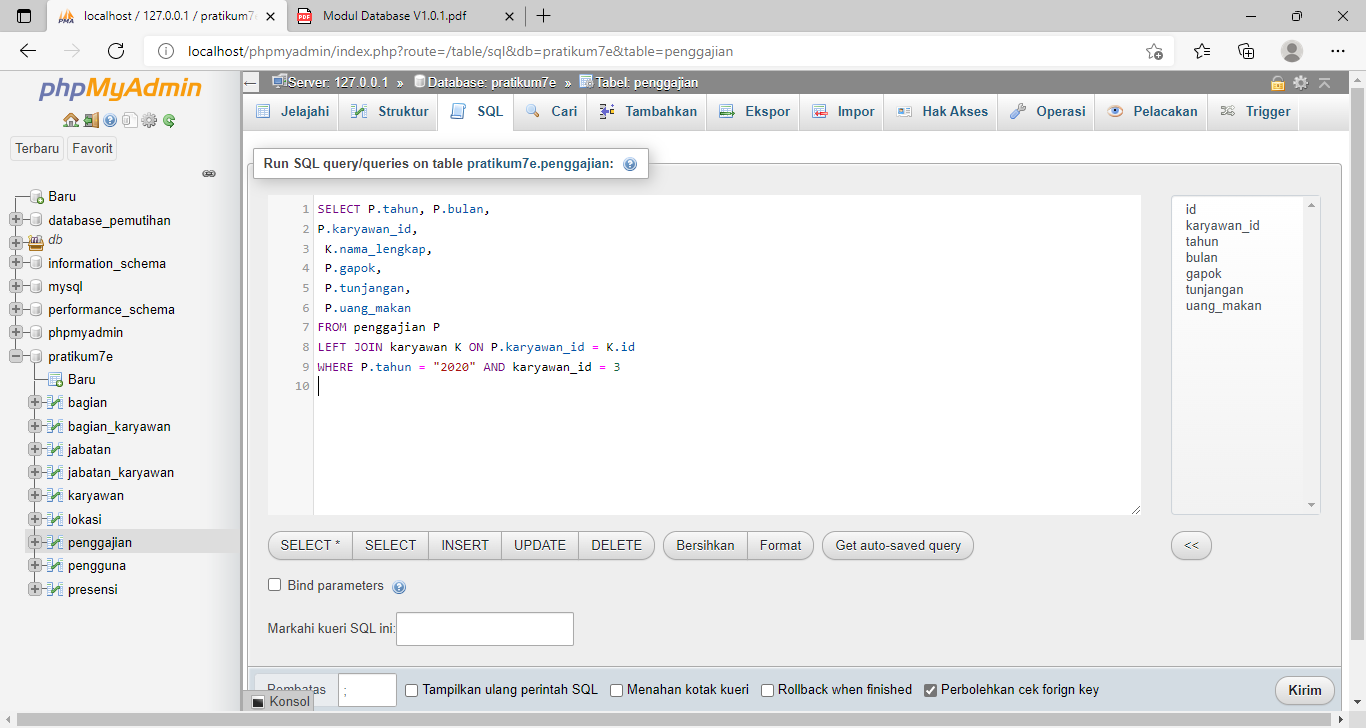 localhost / 127.0.0.1 / pratikum7e
Modul Database V1.0.1.pdf
localhost/phpmyadmin/index.php?route=/table/sql&db=pratikum7e&table=penggajian
phpMyAdmin
Terbaru
Favorit
Baru
database_pemutihan
db
information_schema
mysql
performance_schema
phpmyadmin
pratikum7e
Baru
bagian
bagian_karyawan
jabatan
jabatan_karyawan
karyawan
lokasi
penggajian
pengguna
presensi
Server: 127.0.0.1 » Database: pratikum7e » Tabel: penggajian
Jelajahi
Struktur
SQL
Cari
Tambahkan
Ekspor
Impor
Hak Akses
Operasi
Pelacakan
Trigger
Run SQL query/queries on table pratikum7e.penggajian:
1 SELECT P.tahun, P.bulan,
2 P.karyawan_id,
3 K.nama_lengkap,
4 P.gapok,
5 P.tunjangan,
6 P.uang_makan
7 FROM penggajian P
8 LEFT JOIN karyawan K ON P.karyawan_id = K.id
9 WHERE P.tahun = "2020" AND karyawan_id = 3
10
id
karyawan_id
tahun
bulan
gapok
tunjangan
uang_makan
SELECT *
SELECT
INSERT
UPDATE
DELETE
Bersihkan
Format
Get auto-saved query
<<
Bind parameters
Markahi kueri SQL ini:
Pembatas
;
Tampilkan ulang perintah SQL
Menahan kotak kueri
Rollback when finished
Perbolehkan cek forign key
Kirim
Konsol